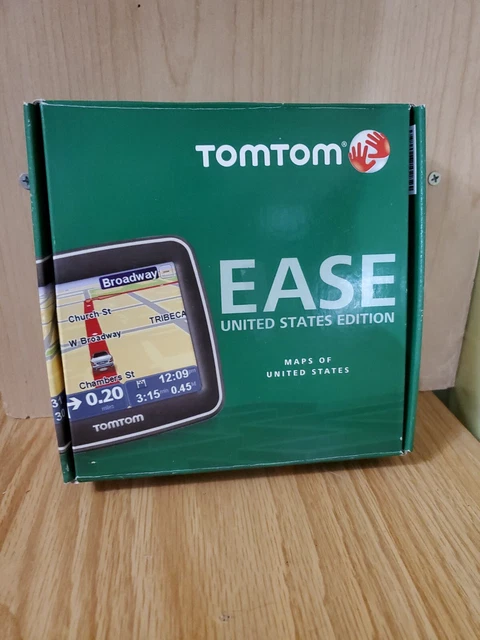 TOMTOM
EASE
UNITED STATES EDITION
MAPS OF
UNITED STATES
Broadway
Church St
TRIBECA
W Broadway
Chambers St
0.20
12:09
3:15
0.45
TOMTOM